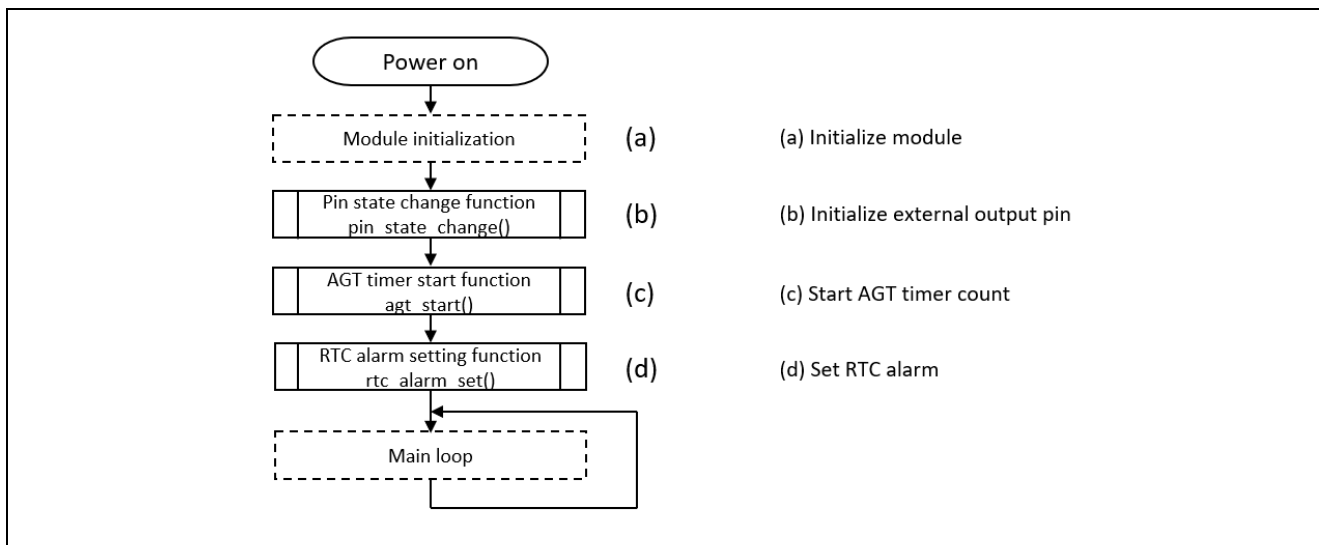 Power on
Module initialization
(a)
(a) Initialize module
Pin state change function
pin_state_change()
(b)
(b) Initialize external output pin
AGT timer start function
agt_start()
(c)
(c) Start AGT timer count
RTC alarm setting function
rtc_alarm_set()
(d)
(d) Set RTC alarm
Main loop